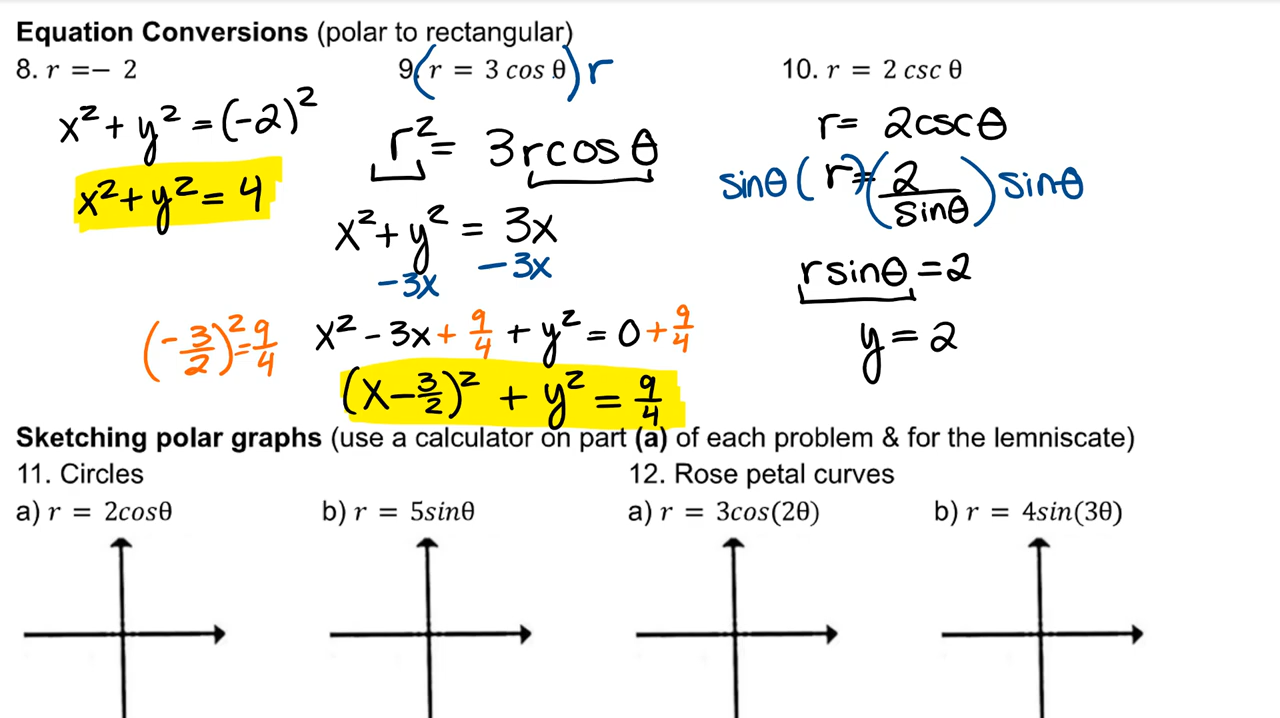 Equation Conversions (polar to rectangular)
8. r =− 2
x² + y² = (-2)²
x² + y² = 4
9. (r = 3 cos θ) r
r² = 3rcosθ
x² + y² = 3x
-3x -3x
(-3/2)² = 9/4
x² - 3x + 9/4 + y² = 0 + 9/4
(x - 3/2)² + y² = 9/4
10. r = 2 csc θ
r = 2cscθ
sinθ ( r ) = ( 2/sinθ ) sinθ
rsinθ = 2
y = 2
Sketching polar graphs (use a calculator on part (a) of each problem & for the lemniscate)
11. Circles
a) r = 2cosθ
b) r = 5sinθ
12. Rose petal curves
a) r = 3cos(2θ)
b) r = 4sin(3θ)